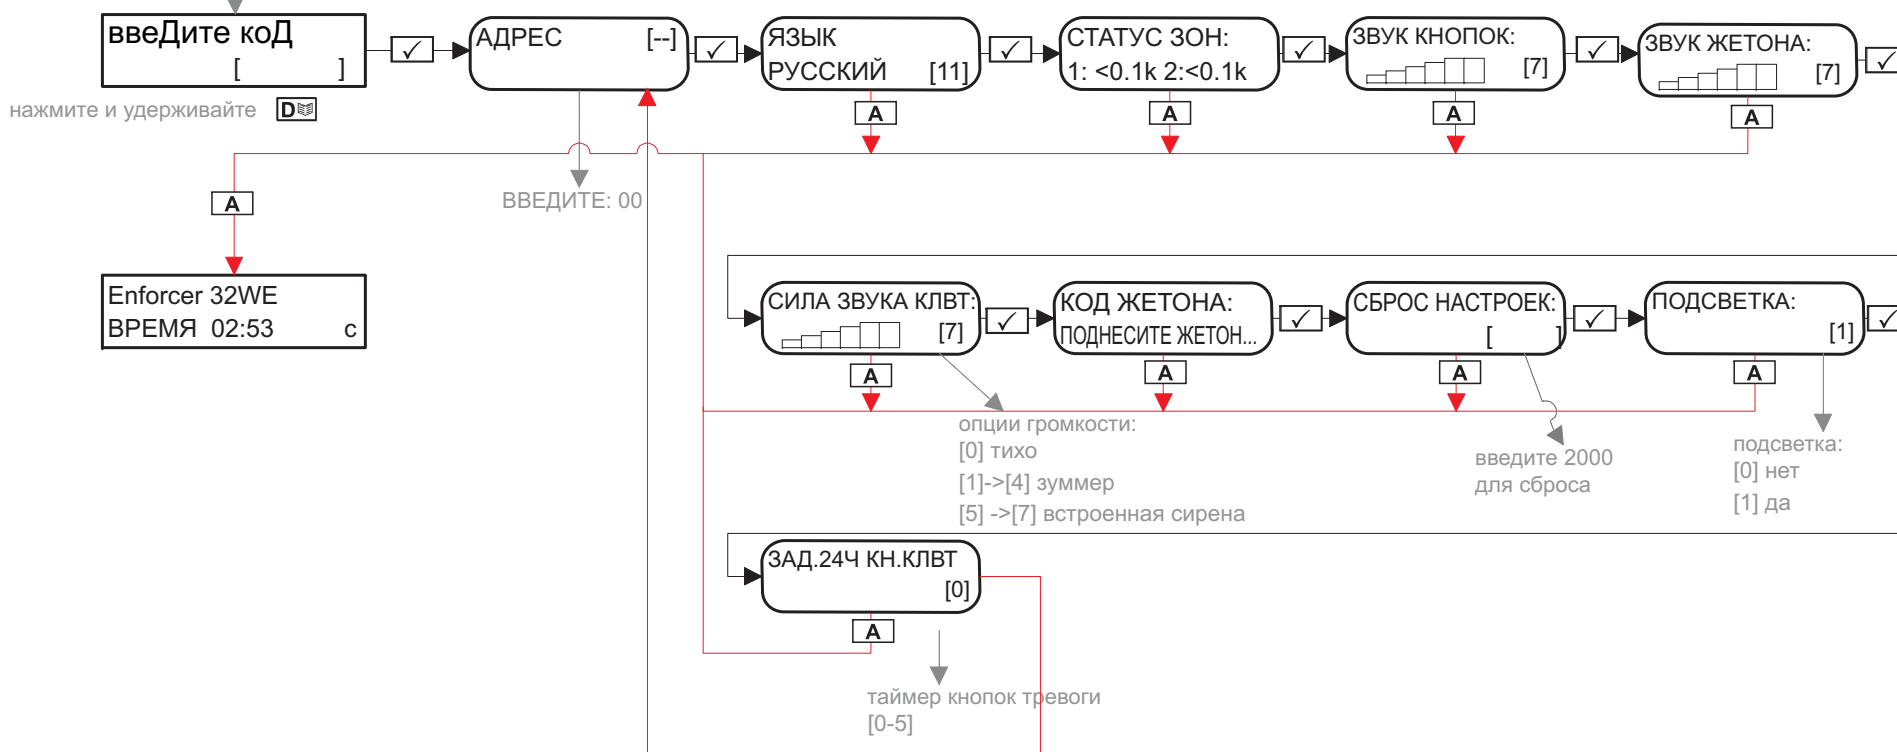 ввеДите коД
[ ]
нажмите и удерживайте D
АДРЕС [--]
ВВЕДИТЕ: 00
ЯЗЫК
РУССКИЙ [11]
A
СТАТУС ЗОН:
1: <0.1k 2:<0.1k
A
ЗВУК КНОПОК:
[7]
A
ЗВУК ЖЕТОНА:
[7]
A
A
Enforcer 32WE
ВРЕМЯ 02:53 с
СИЛА ЗВУКА КЛВТ:
[7]
A
опции громкости:
[0] тихо
[1]->[4] зуммер
[5] ->[7] встроенная сирена
КОД ЖЕТОНА:
ПОДНЕСИТЕ ЖЕТОН...
A
СБРОС НАСТРОЕК:
[ ]
A
введите 2000
для сброса
ПОДСВЕТКА:
[1]
A
подсветка:
[0] нет
[1] да
ЗАД.24Ч КН.КЛВТ
[0]
A
таймер кнопок тревоги
[0-5]